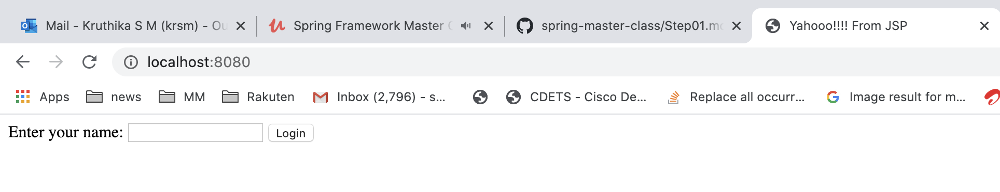 Mail - Kruthika S M (krsm) - Ou Spring Framework Master C spring-master-class/Step01.mc Yahooo!!!! From JSP
localhost:8080
Apps news MM Rakuten Inbox (2,796) - s... CDETS - Cisco De... Replace all occurr... Image result for m...
Enter your name: Login